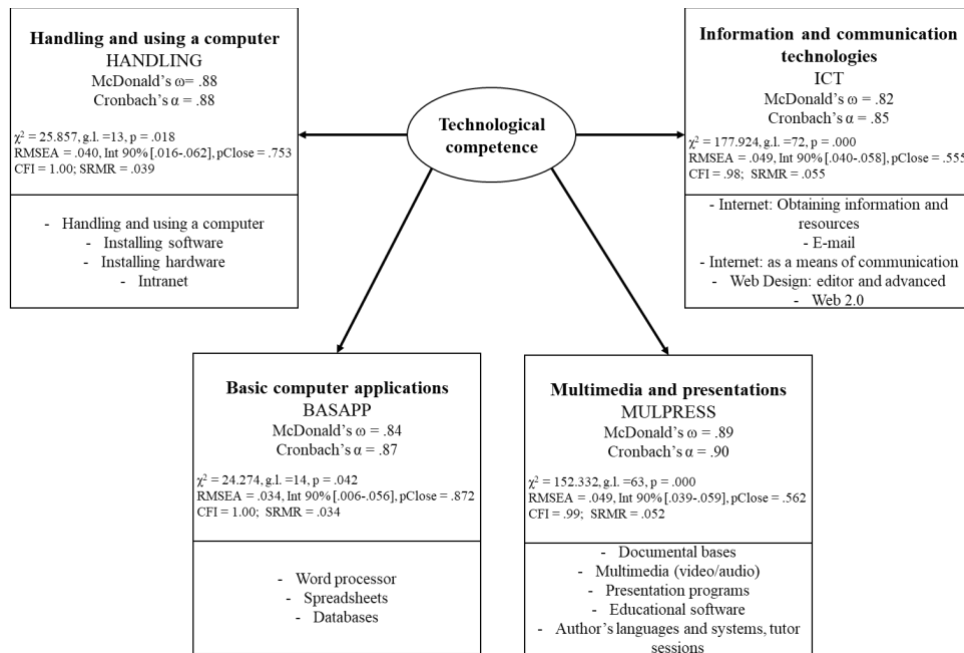 Handling and using a computer
HANDLING
McDonald's ω= .88
Cronbach's α = .88
χ² = 25.857, g.l. =13, p = .018
RMSEA = .040, Int 90% [.016-.062], pClose = .753
CFI = 1.00; SRMR = .039
- Handling and using a computer
- Installing software
- Installing hardware
- Intranet
Technological
competence
Information and communication
technologies
ICT
McDonald's ω = .82
Cronbach's α = .85
χ² = 177.924, g.l. =72, p = .000
RMSEA = .049, Int 90% [.040-.058], pClose = .555
CFI = .98; SRMR = .055
- Internet: Obtaining information and
resources
- E-mail
- Internet: as a means of communication
- Web Design: editor and advanced
- Web 2.0
Basic computer applications
BASAPP
McDonald's ω = .84
Cronbach's α = .87
χ² = 24.274, g.l. =14, p = .042
RMSEA = .034, Int 90% [.006-.056], pClose = .872
CFI = 1.00; SRMR = .034
- Word processor
- Spreadsheets
- Databases
Multimedia and presentations
MULPRESS
McDonald's ω = .89
Cronbach's α = .90
χ² = 152.332, g.l. =63, p = .000
RMSEA = .049, Int 90% [.039-.059], pClose = .562
CFI = .99; SRMR = .052
- Documental bases
- Multimedia (video/audio)
- Presentation programs
- Educational software
- Author's languages and systems, tutor
sessions